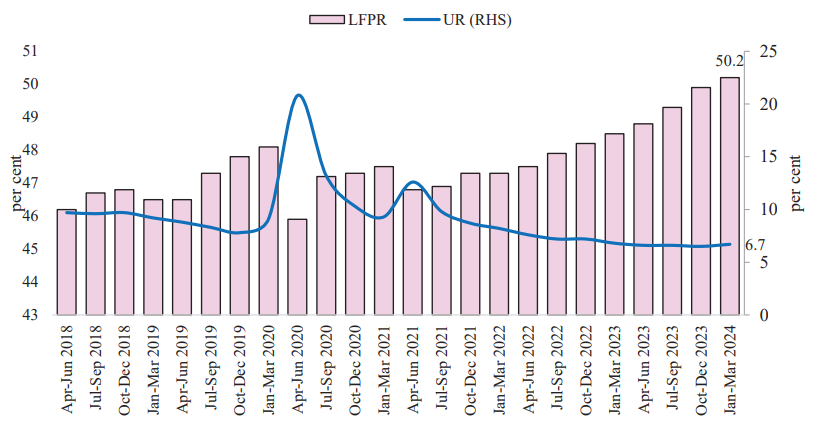 LFPR UR (RHS)
51
50
49
48
47
46
45
44
43
per cent
50.2
6.7
25
20
15
10
5
0
per cent
Apr-Jun 2018
Jul-Sep 2018
Oct-Dec 2018
Jan-Mar 2019
Apr-Jun 2019
Jul-Sep 2019
Oct-Dec 2019
Jan-Mar 2020
Apr-Jun 2020
Jul-Sep 2020
Oct-Dec 2020
Jan-Mar 2021
Apr-Jun 2021
Jul-Sep 2021
Oct-Dec 2021
Jan-Mar 2022
Apr-Jun 2022
Jul-Sep 2022
Oct-Dec 2022
Jan-Mar 2023
Apr-Jun 2023
Jul-Sep 2023
Oct-Dec 2023
Jan-Mar 2024